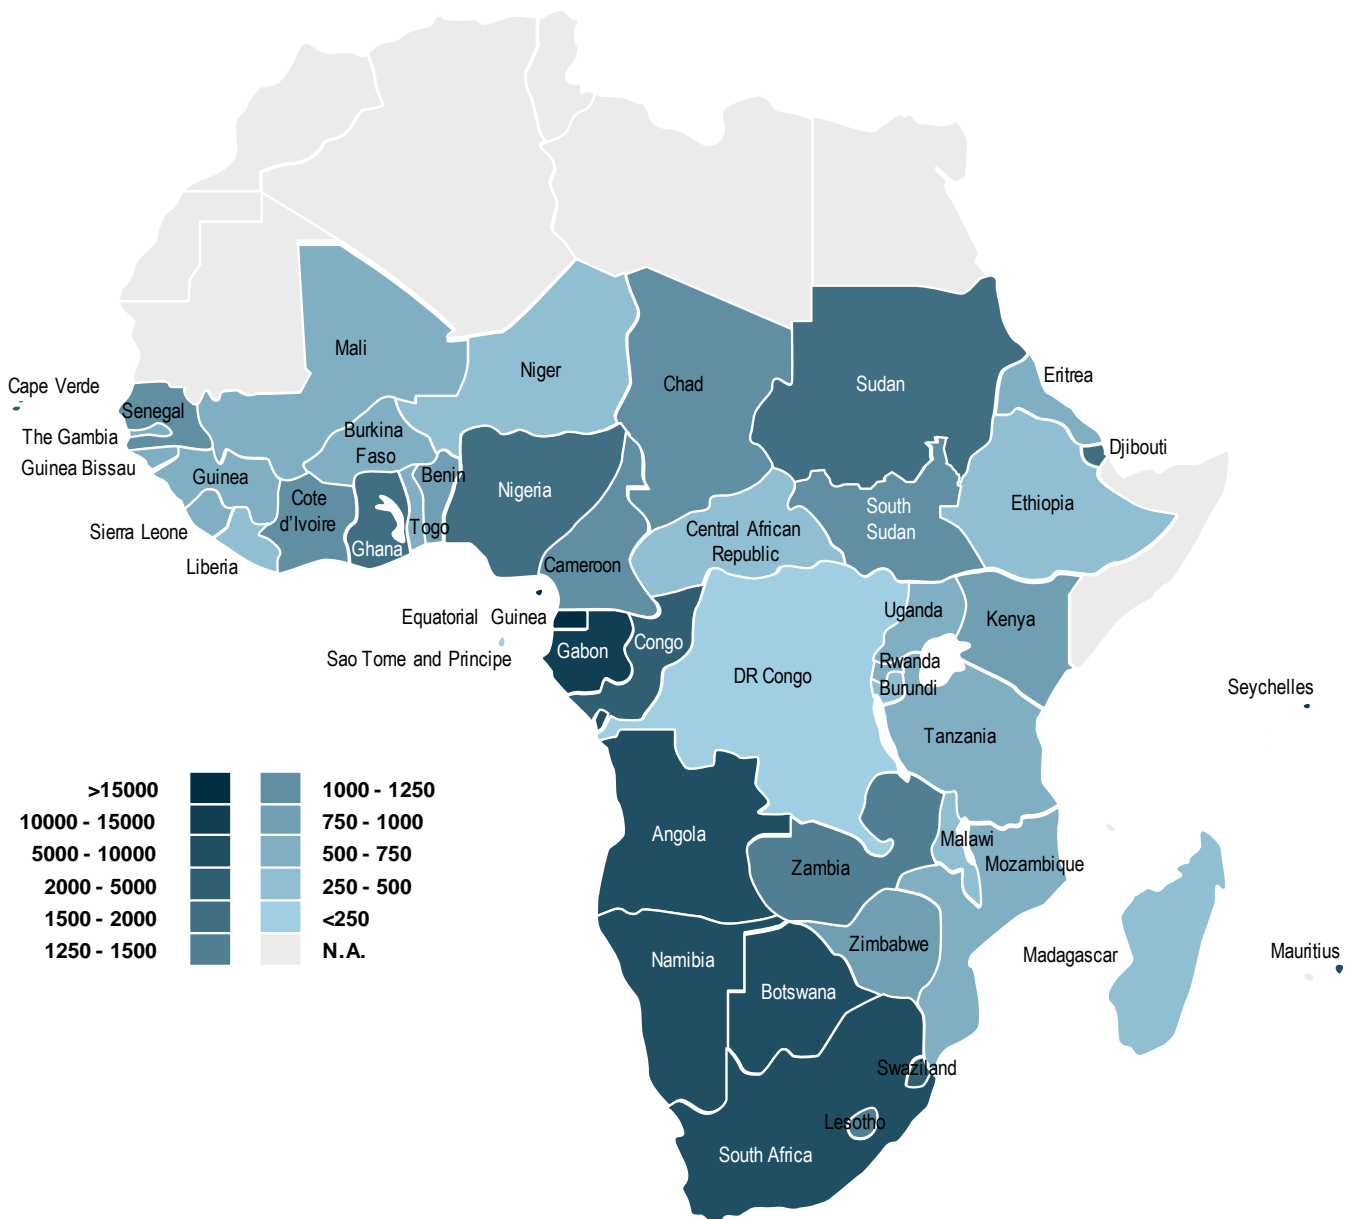 Mali
Niger
Chad
Sudan
Eritrea
Cape Verde
Senegal
The Gambia
Burkina
Faso
Djibouti
Guinea Bissau
Guinea
Benin
Nigeria
Cote
d'Ivoire
Ethiopia
South
Sudan
Sierra Leone
Togo
Central African
Republic
Ghana
Liberia
Cameroon
Equatorial Guinea
Uganda
Kenya
Gabon
Congo
Sao Tome and Principe
Rwanda
DR Congo
Burundi
Seychelles
Tanzania
>15000
1000 - 1250
10000 - 15000
750 - 1000
5000 - 10000
500 - 750
2000 - 5000
250 - 500
1500 - 2000
<250
1250 - 1500
N.A.
Angola
Malawi
Mozambique
Zambia
Zimbabwe
Madagascar
Mauritius
Namibia
Botswana
Swaziland
Lesotho
South Africa